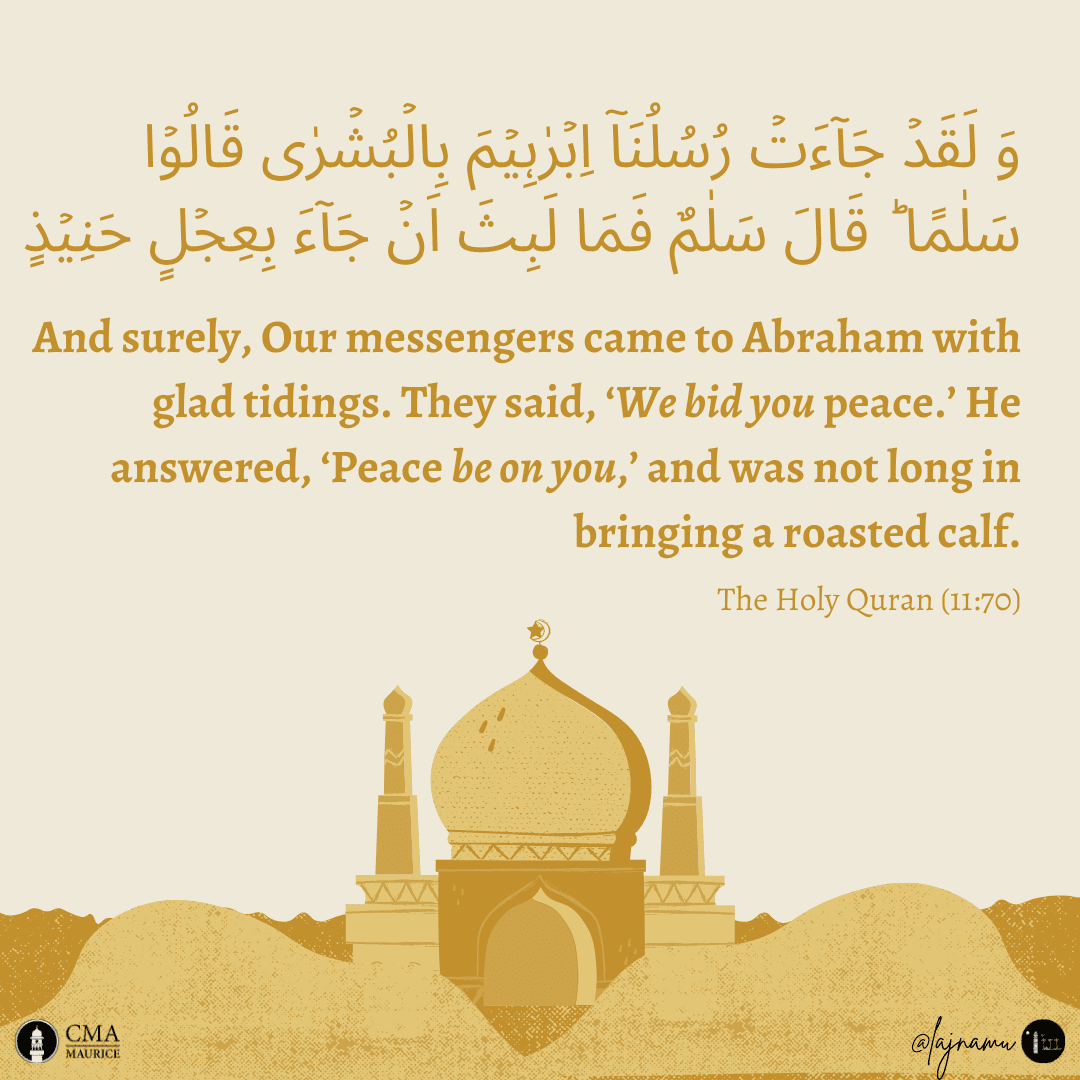 وَ لَقَدۡ جَآءَتۡ رُسُلُنَاۤ اِبۡرٰہِیۡمَ بِالۡبُشۡرٰی قَالُوۡا
سَلٰمًا ؕ قَالَ سَلٰمٌ فَمَا لَبِثَ اَنۡ جَآءَ بِعِجۡلٍ حَنِیۡذٍ
And surely, Our messengers came to Abraham with
glad tidings. They said, ‘We bid you peace.’ He
answered, ‘Peace be on you,’ and was not long in
bringing a roasted calf.
The Holy Quran (11:70)
CMA
MAURICE
@lajnamu